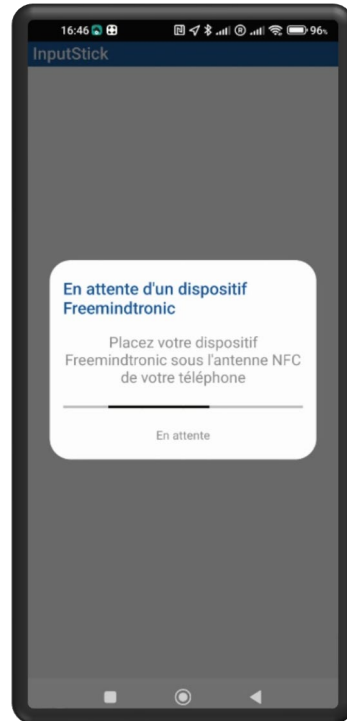 16:46 96%
InputStick
En attente d'un dispositif
Freemindtronic
Placez votre dispositif
Freemindtronic sous l'antenne NFC
de votre téléphone
En attente